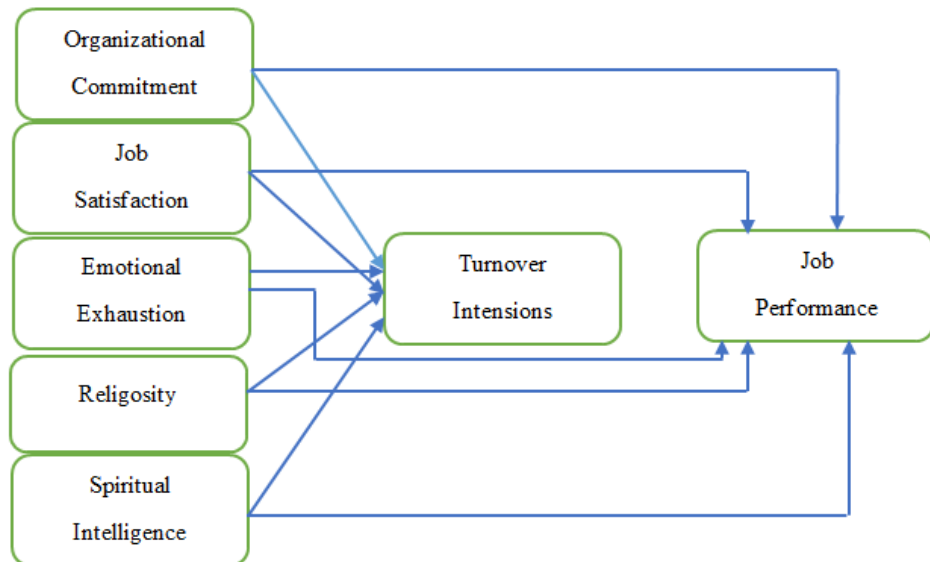 Organizational
Commitment
Job
Satisfaction
Emotional
Exhaustion
Religosity
Spiritual
Intelligence
Turnover
Intensions
Job
Performance